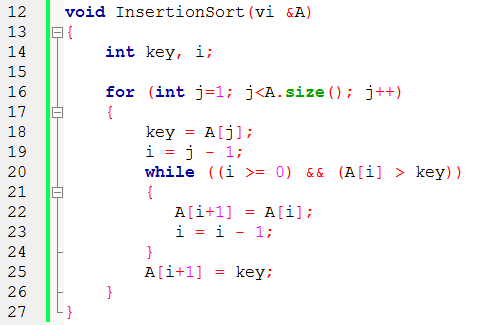 12 void InsertionSort(vi &A)
13 {
14     int key, i;
15
16     for (int j=1; j<A.size(); j++)
17     {
18         key = A[j];
19         i = j - 1;
20         while ((i >= 0) && (A[i] > key))
21         {
22            A[i+1] = A[i];
23            i = i - 1;
24         }
25         A[i+1] = key;
26     }
27 }